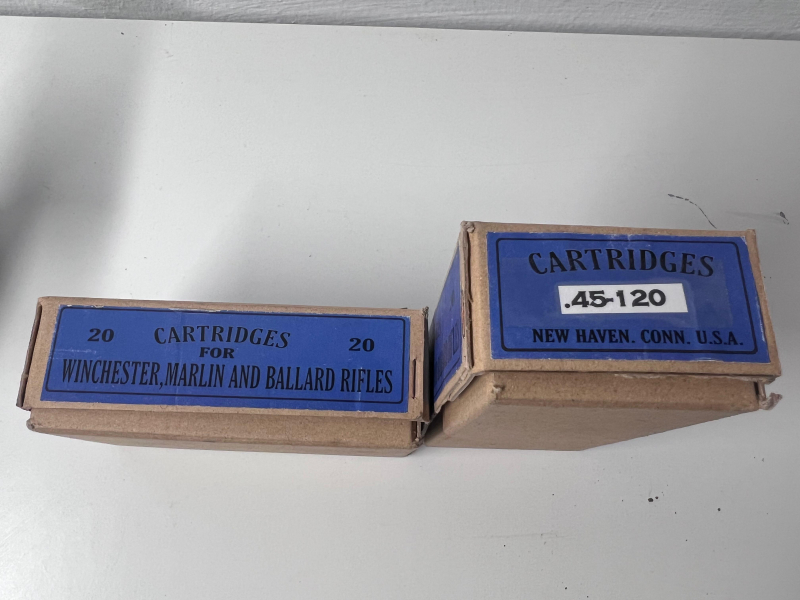 20 CARTRIDGES 20
FOR
WINCHESTER, MARLIN AND BALLARD RIFLES
CARTRIDGES
.45-120
NEW HAVEN. CONN. U.S.A.